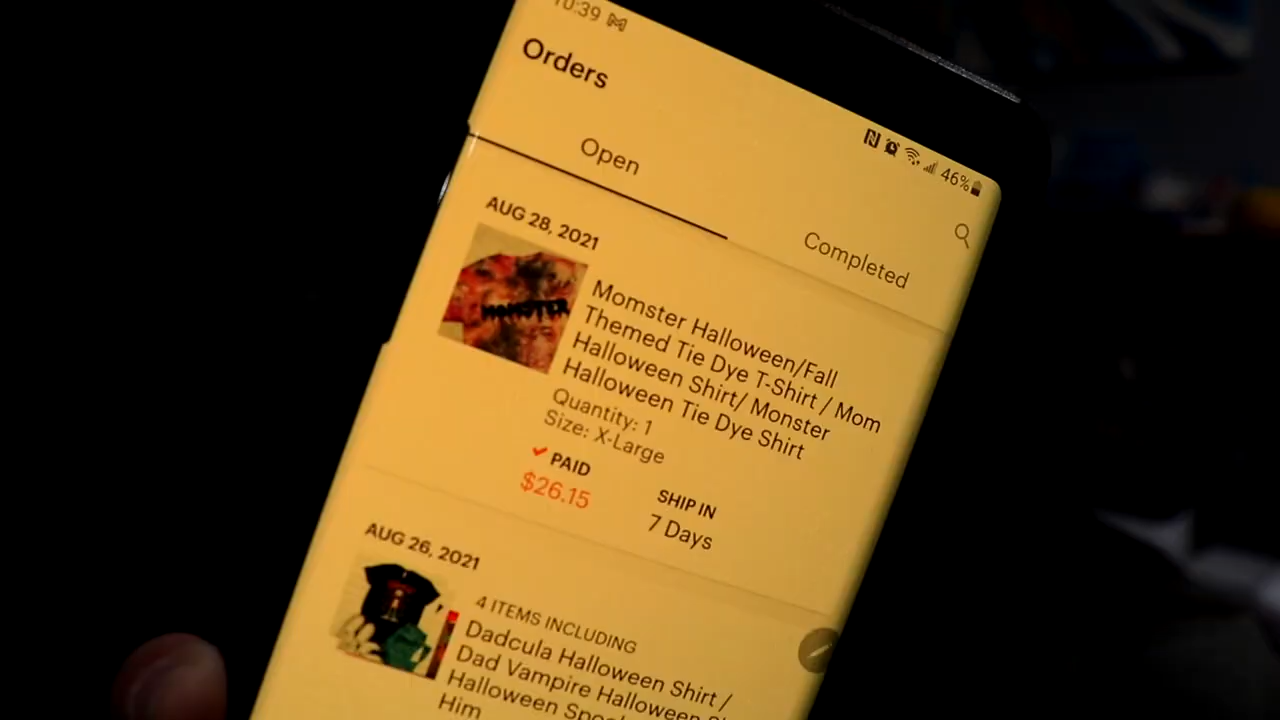 10:39
46%
Orders
Open
Completed
AUG 28, 2021
MOMSTER
Momster Halloween/Fall
Themed Tie Dye T-Shirt / Mom
Halloween Shirt/ Monster
Halloween Tie Dye Shirt
Quantity: 1
Size: X-Large
PAID
$26.15
SHIP IN
7 Days
AUG 26, 2021
4 ITEMS INCLUDING
Dadcula Halloween Shirt /
Dad Vampire Halloween
Halloween
Him